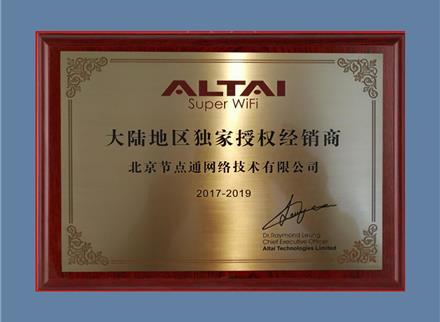 ALTAI
Super WiFi
大陆地区独家授权经销商
北京节点通网络技术有限公司
2017-2019
Dr.Raymond Leung
Chief Executive Officer
Altai Technologies Limited